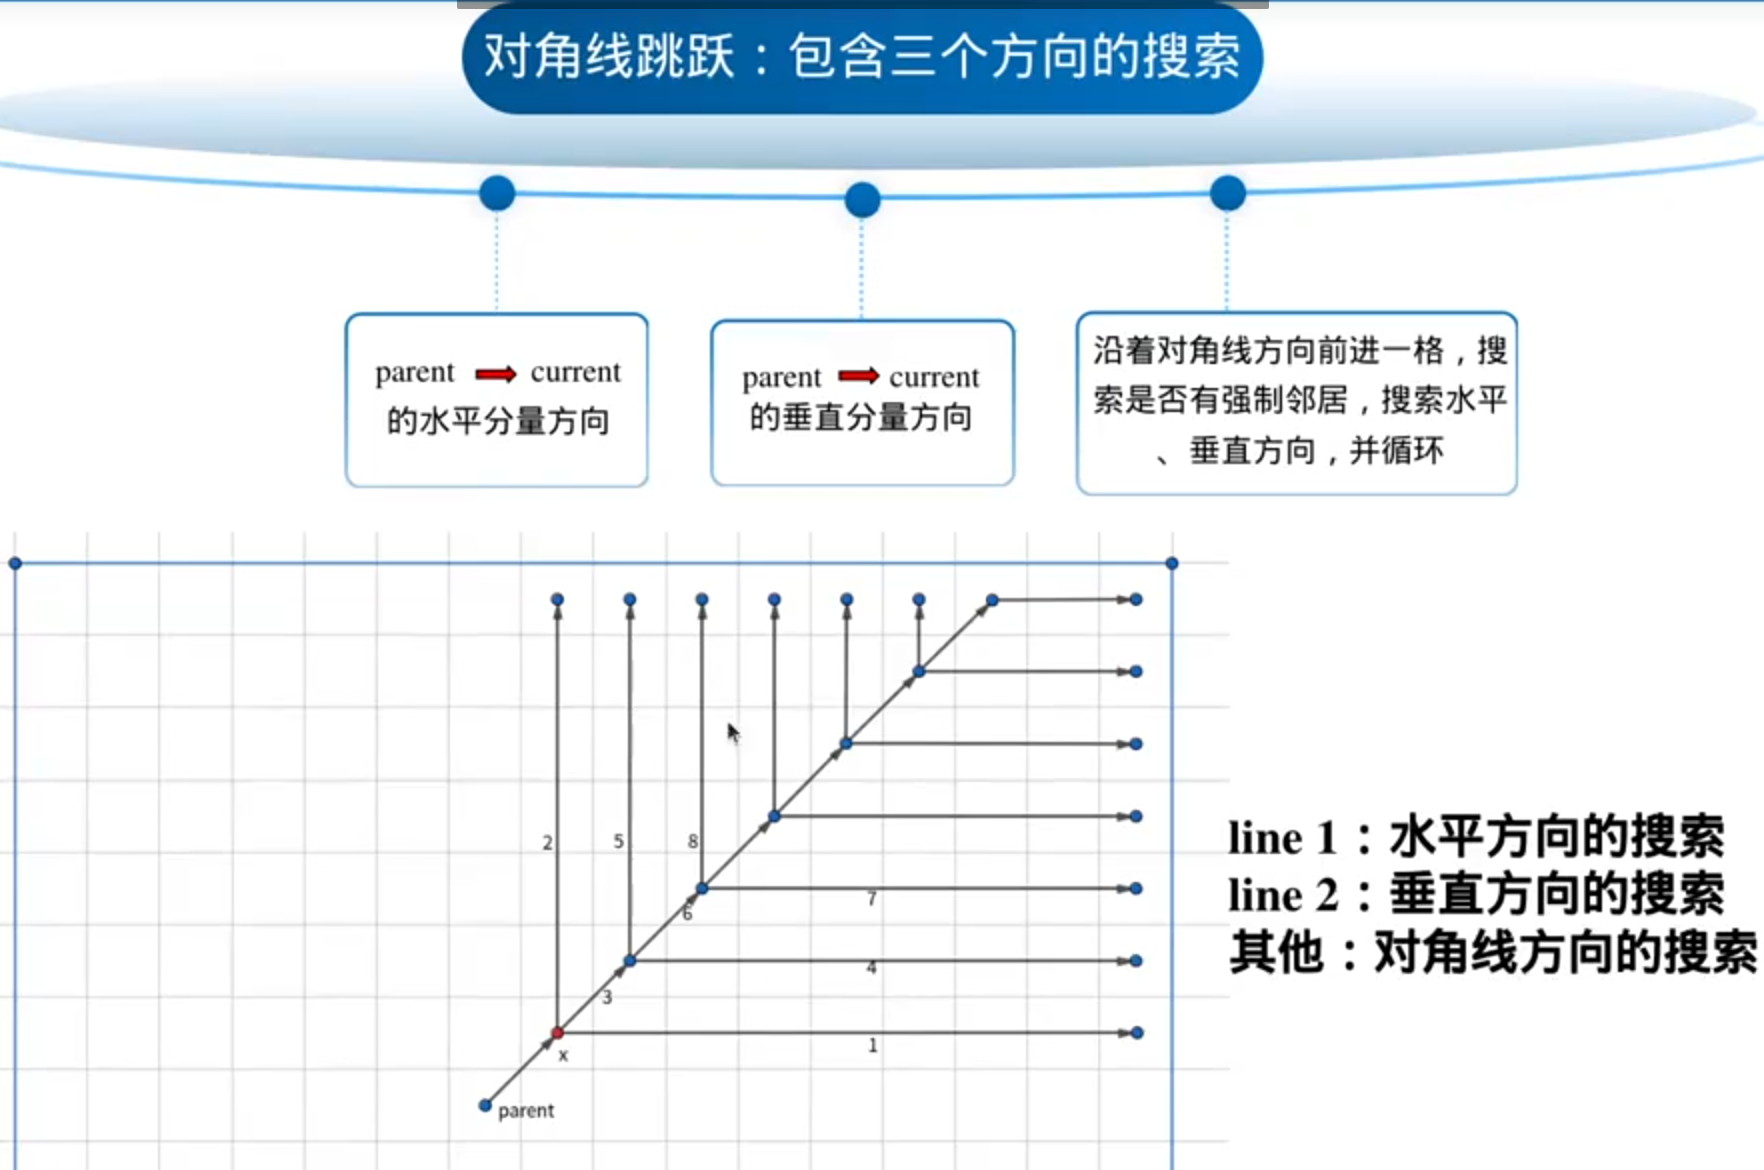 对角线跳跃：包含三个方向的搜索
parent current
的水平分量方向
parent current
的垂直分量方向
沿着对角线方向前进一格，搜
索是否有强制邻居，搜索水平
、垂直方向，并循环
2
5
8
6
7
4
3
1
x
parent
line 1：水平方向的搜索
line 2：垂直方向的搜索
其他：对角线方向的搜索